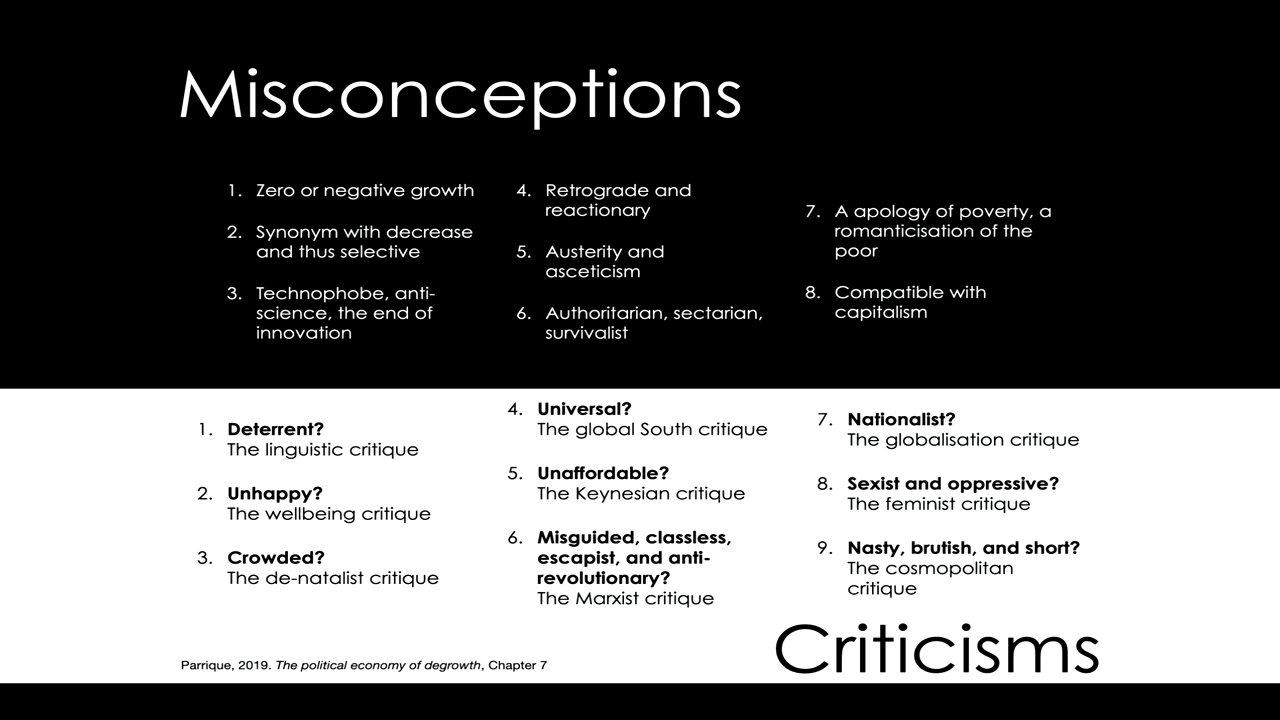 Misconceptions
1. Zero or negative growth
2. Synonym with decrease
and thus selective
3. Technophobe, anti-
science, the end of
innovation
4. Retrograde and
reactionary
5. Austerity and
asceticism
6. Authoritarian, sectarian,
survivalist
7. A apology of poverty, a
romanticisation of the
poor
8. Compatible with
capitalism
1. Deterrent?
The linguistic critique
2. Unhappy?
The wellbeing critique
3. Crowded?
The de-natalist critique
4. Universal?
The global South critique
5. Unaffordable?
The Keynesian critique
6. Misguided, classless,
escapist, and anti-
revolutionary?
The Marxist critique
7. Nationalist?
The globalisation critique
8. Sexist and oppressive?
The feminist critique
9. Nasty, brutish, and short?
The cosmopolitan
critique
Criticisms
Parrique, 2019. The political economy of degrowth, Chapter 7